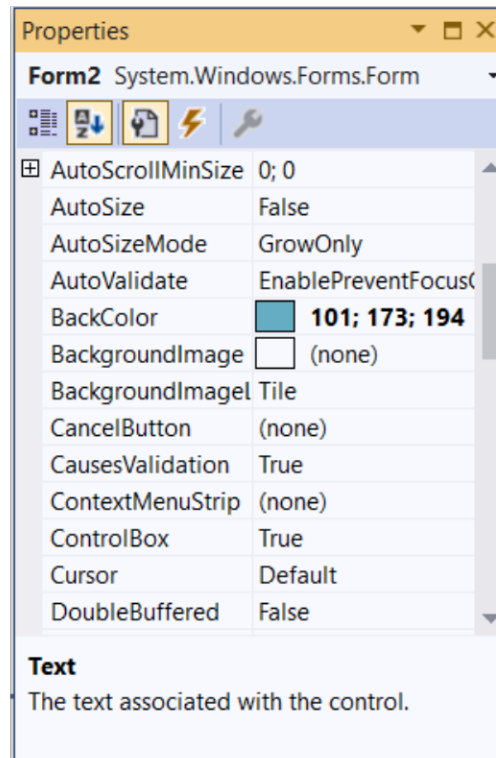 Properties
Form2 System.Windows.Forms.Form
AutoScrollMinSize 0; 0
AutoSize False
AutoSizeMode GrowOnly
AutoValidate EnablePreventFocusC
BackColor 101; 173; 194
BackgroundImage (none)
BackgroundImageL Tile
CancelButton (none)
CausesValidation True
ContextMenuStrip (none)
ControlBox True
Cursor Default
DoubleBuffered False
Text
The text associated with the control.